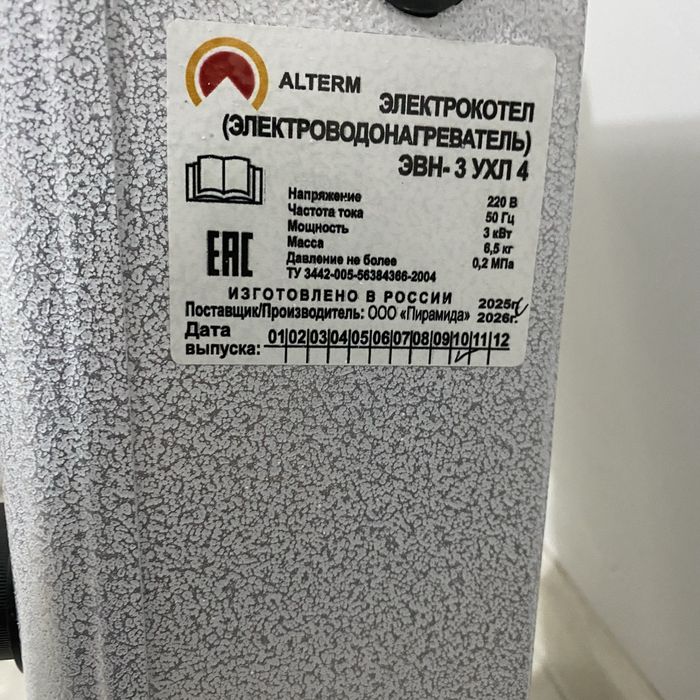 ALTERM
ЭЛЕКТРОКОТЕЛ
(ЭЛЕКТРОВОДОНАГРЕВАТЕЛЬ)
ЭВН- 3 УХЛ 4
Напряжение 220 В
Частота тока 50 Гц
Мощность 3 кВт
Масса 6,5 кг
Давление не более 0,2 МПа
ТУ 3442-005-56384366-2004
EAC
ИЗГОТОВЛЕНО В РОССИИ 2025г.
Поставщик/Производитель: ООО «Пирамида» 2026г.
Дата выпуска: 01|02|03|04|05|06|07|08|09|10|11|12